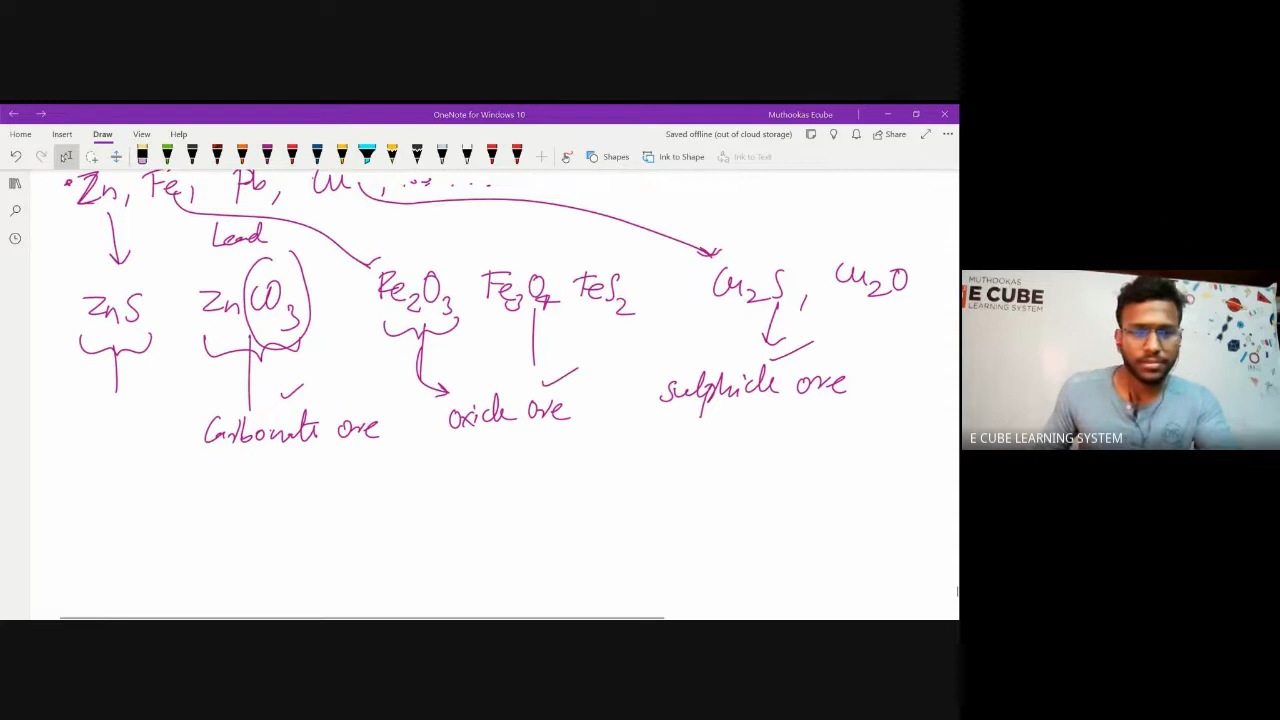 OneNote for Windows 10
Muthookas Ecube
Home Insert Draw View Help
Saved offline (out of cloud storage)
Share
Shapes
Ink to Shape
Ink to Text
Zn, Fe, Pb, Cu, ... ...
Lead
ZnS ZnCO3 Fe2O3 Fe3O4 FeS2 Cu2S, Cu2O
sulphide ore
oxide ore
Carbonate ore
MUTHOOKAS
E CUBE
LEARNING SYSTEM
E CUBE LEARNING SYSTEM